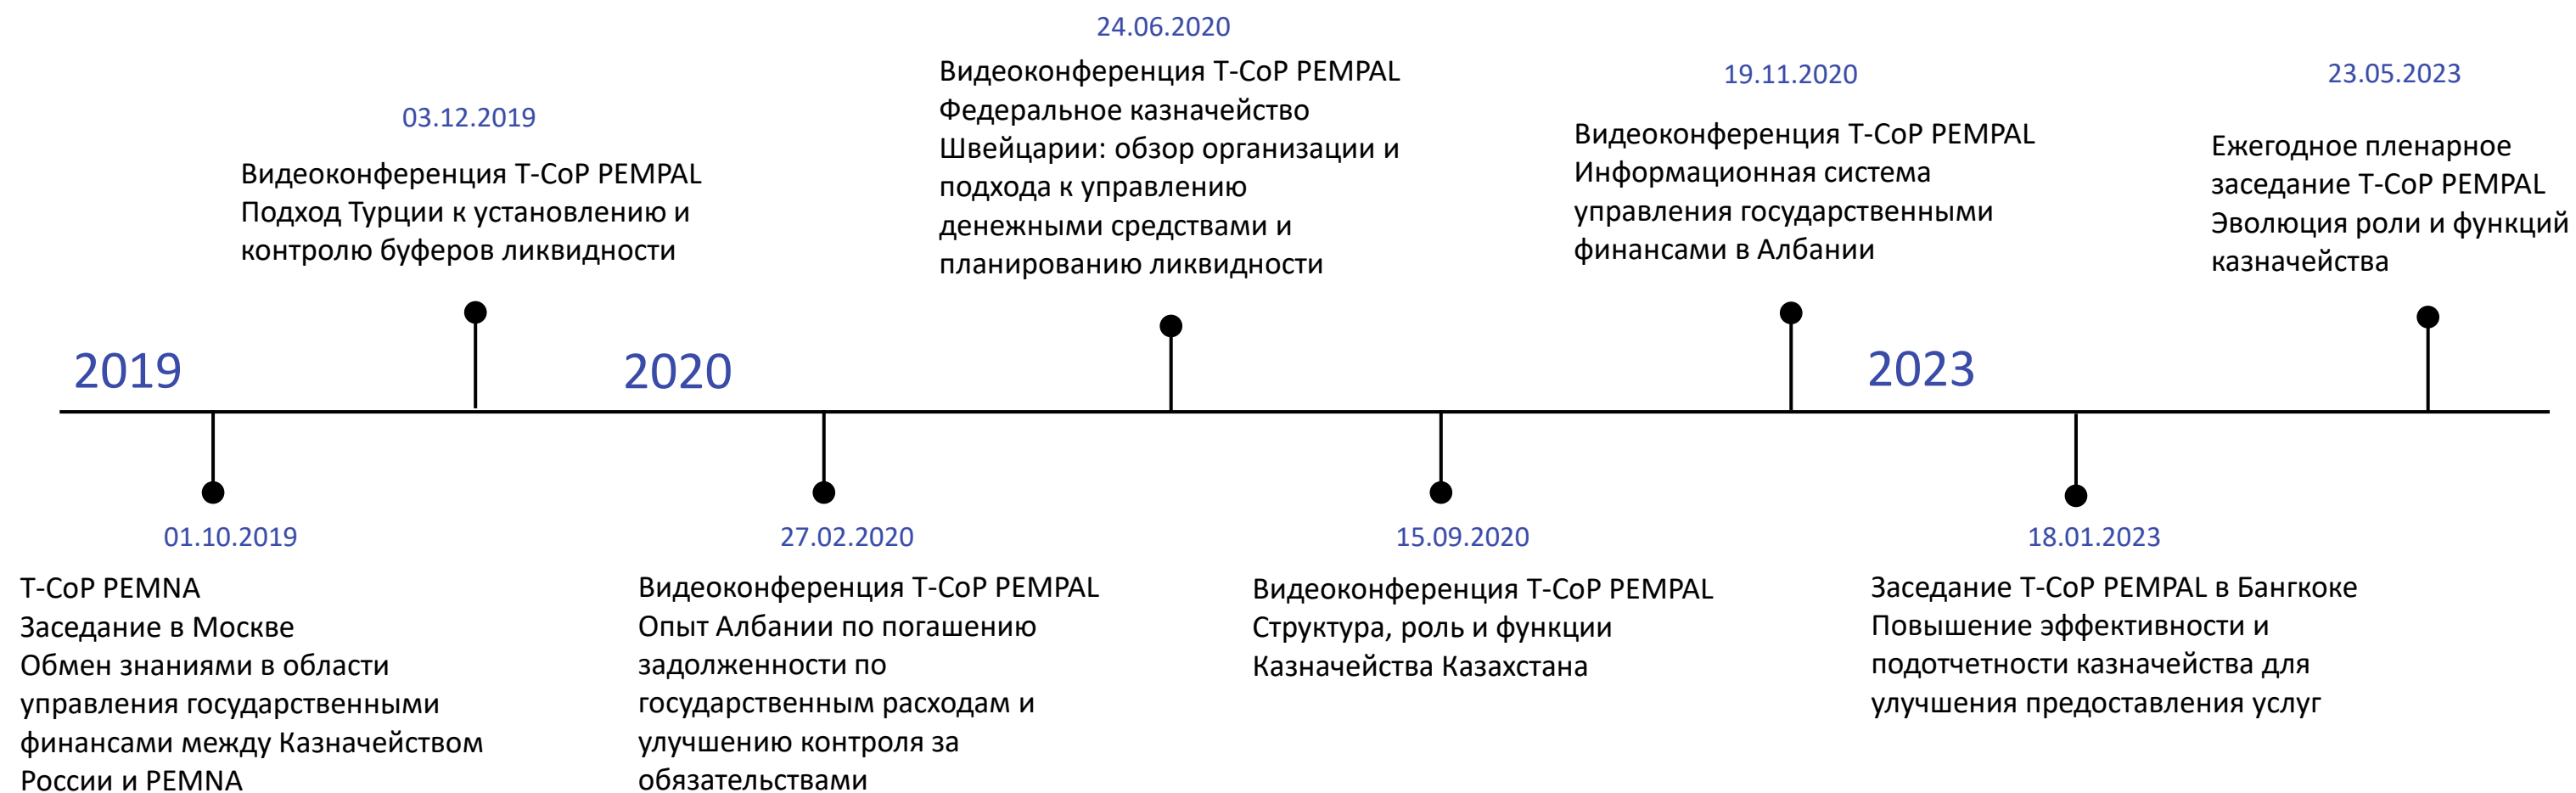 24.06.2020
Видеоконференция T-CoP PEMPAL
Федеральное казначейство
Швейцарии: обзор организации и
подхода к управлению
денежными средствами и
планированию ликвидности
19.11.2020
Видеоконференция T-CoP PEMPAL
Информационная система
управления государственными
финансами в Албании
23.05.2023
Ежегодное пленарное
заседание T-CoP PEMPAL
Эволюция роли и функций
казначейства
03.12.2019
Видеоконференция T-CoP PEMPAL
Подход Турции к установлению и
контролю буферов ликвидности
2019
2020
2023
01.10.2019
T-CoP PEMNA
Заседание в Москве
Обмен знаниями в области
управления государственными
финансами между Казначейством
России и PEMNA
27.02.2020
Видеоконференция T-CoP PEMPAL
Опыт Албании по погашению
задолженности по
государственным расходам и
улучшению контроля за
обязательствами
15.09.2020
Видеоконференция T-CoP PEMPAL
Структура, роль и функции
Казначейства Казахстана
18.01.2023
Заседание T-CoP PEMPAL в Бангкоке
Повышение эффективности и
подотчетности казначейства для
улучшения предоставления услуг